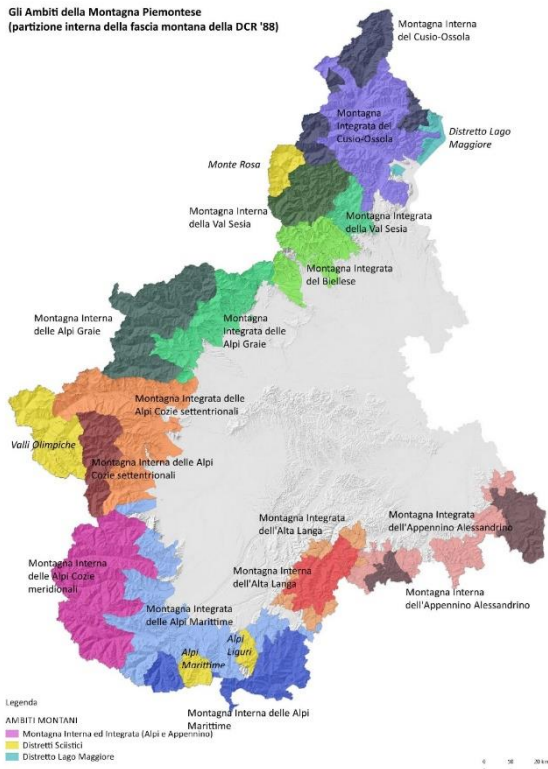 Gli Ambiti della Montagna Piemontese
(partizione interna della fascia montana della DCR '88)
Montagna Interna
del Cusio-Ossola
Montagna
Integrata del
Cusio-Ossola
Distretto Lago
Maggiore
Monte Rosa
Montagna Interna
della Val Sesia
Montagna Integrata
della Val Sesia
Montagna Integrata
del Biellese
Montagna Interna
delle Alpi Graie
Montagna
Integrata delle
Alpi Graie
Montagna Integrata delle
Alpi Cozie settentrionali
Valli Olimpiche
Montagna Interna delle Alpi
Cozie settentrionali
Montagna Integrata
dell'Alta Langa
Montagna Integrata
dell'Appennino Alessandrino
Montagna Interna
delle Alpi Cozie
meridionali
Montagna Interna
dell'Alta Langa
Montagna Interna
dell'Appennino Alessandrino
Montagna Integrata
delle Alpi Marittime
Alpi
Marittime
Alpi
Liguri
Montagna Interna delle Alpi
Marittime
Legenda
AMBITI MONTANI
Montagna Interna ed Integrata (Alpi e Appennino)
Distretti Sciistici
Distretto Lago Maggiore
0 10 20 km